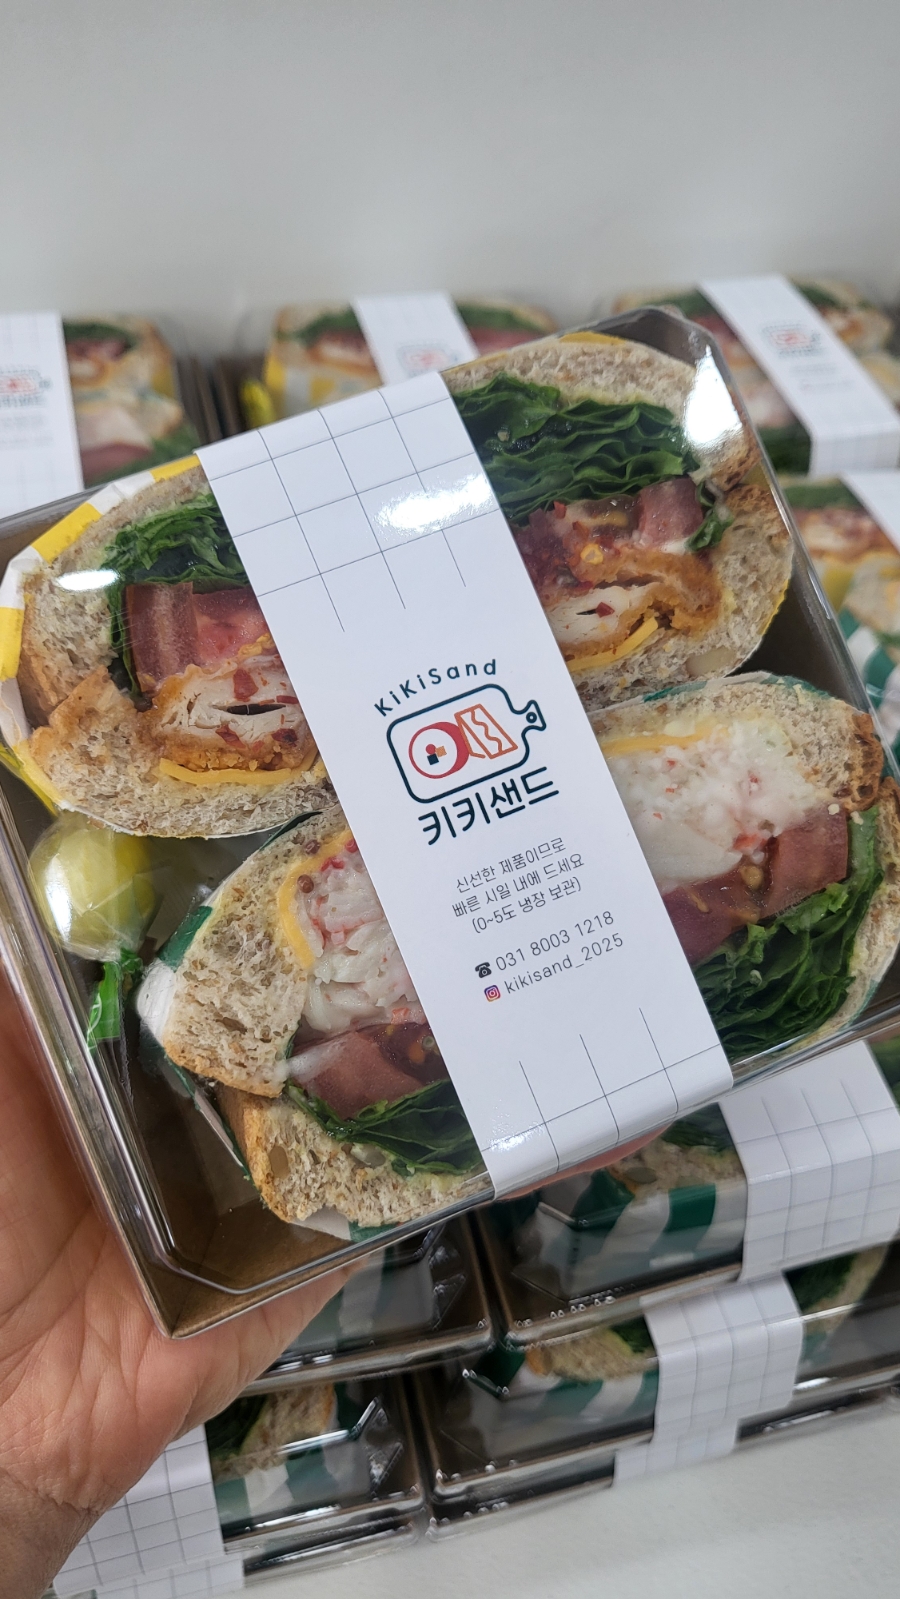 KiKiSand
키키샌드
신선한 제품이므로
빠른 시일 내에 드세요
(0~5도 냉장 보관)
☎ 031 8003 1218
kikisand_2025